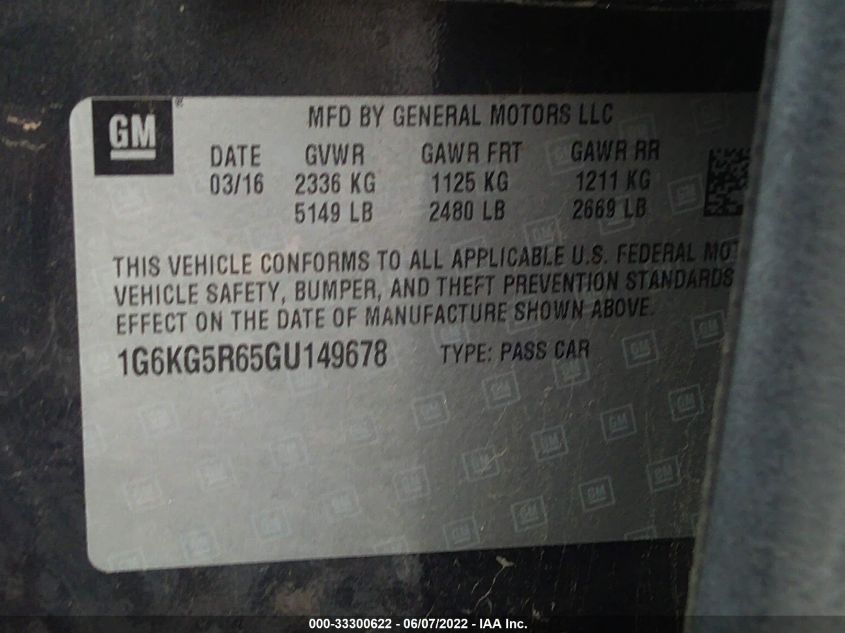 GM®
MFD BY GENERAL MOTORS LLC
DATE GVWR GAWR FRT GAWR RR
03/16 2336 KG 1125 KG 1211 KG
5149 LB 2480 LB 2669 LB
THIS VEHICLE CONFORMS TO ALL APPLICABLE U.S. FEDERAL MOT
VEHICLE SAFETY, BUMPER, AND THEFT PREVENTION STANDARDS
EFFECT ON THE DATE OF MANUFACTURE SHOWN ABOVE.
1G6KG5R65GU149678 TYPE: PASS CAR
000-33300622 - 06/07/2022 - IAA Inc.